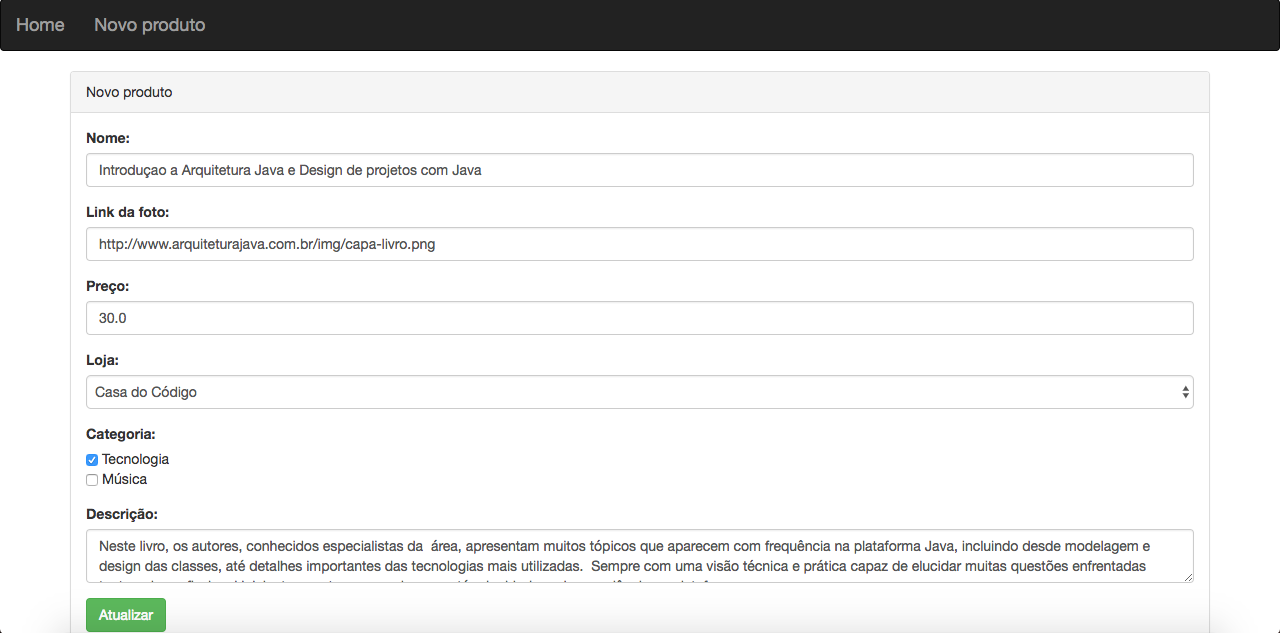 Home Novo produto
Novo produto
Nome:
Introduçao a Arquitetura Java e Design de projetos com Java
Link da foto:
http://www.arquiteturajava.com.br/img/capa-livro.png
Preço:
30.0
Loja:
Casa do Código
Categoria:
Tecnologia
Música
Descrição:
Neste livro, os autores, conhecidos especialistas da  área, apresentam muitos tópicos que aparecem com frequência na plataforma Java, incluindo desde modelagem e
design das classes, até detalhes importantes das tecnologias mais utilizadas.  Sempre com uma visão técnica e prática capaz de elucidar muitas questões enfrentadas
Atualizar